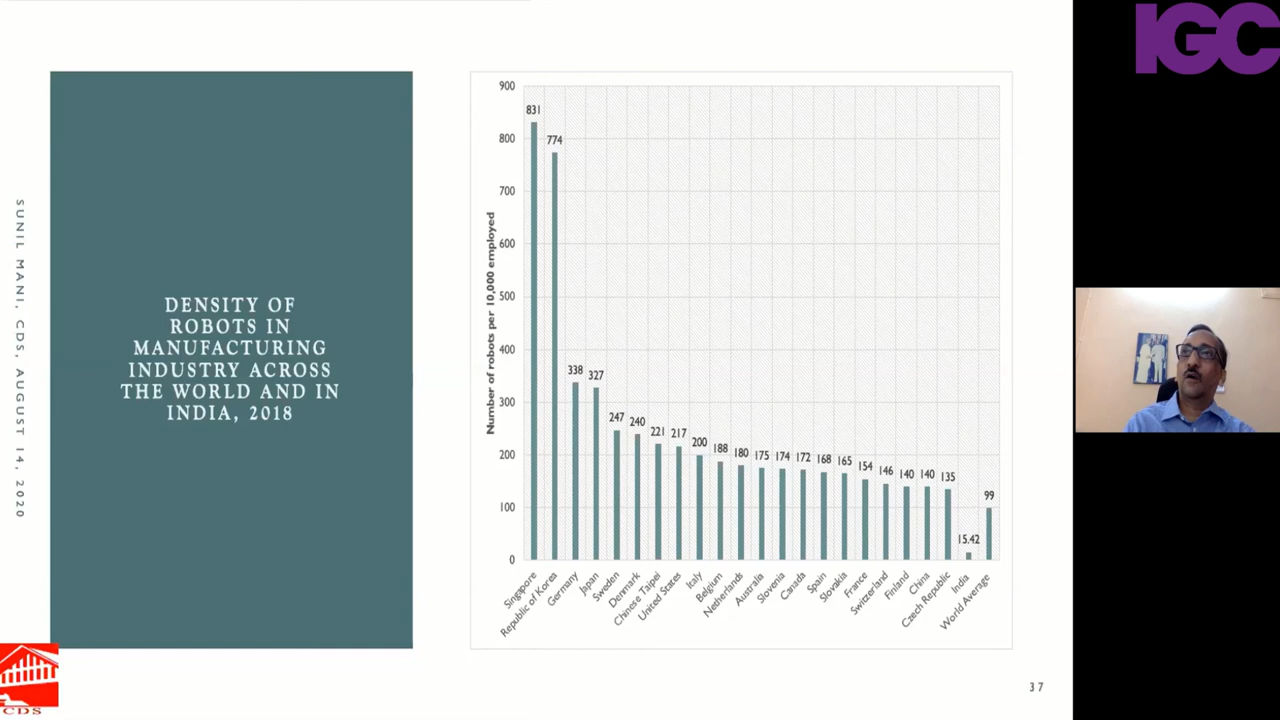 IGC
SUNIL MANI, CDS, AUGUST 14, 2020
DENSITY OF
ROBOTS IN
MANUFACTURING
INDUSTRY ACROSS
THE WORLD AND IN
INDIA, 2018
Number of robots per 10,000 employed
900
800
700
600
500
400
300
200
100
0
831
774
338
327
247
240
221
217
200
188
180
175
174
172
168
165
154
146
140
140
135
15.42
99
Singapore
Republic of Korea
Germany
Japan
Sweden
Denmark
Chinese Taipei
United States
Italy
Belgium
Netherlands
Australia
Slovenia
Canada
Spain
Slovakia
France
Switzerland
Finland
China
Czech Republic
India
World Average
CDS
37